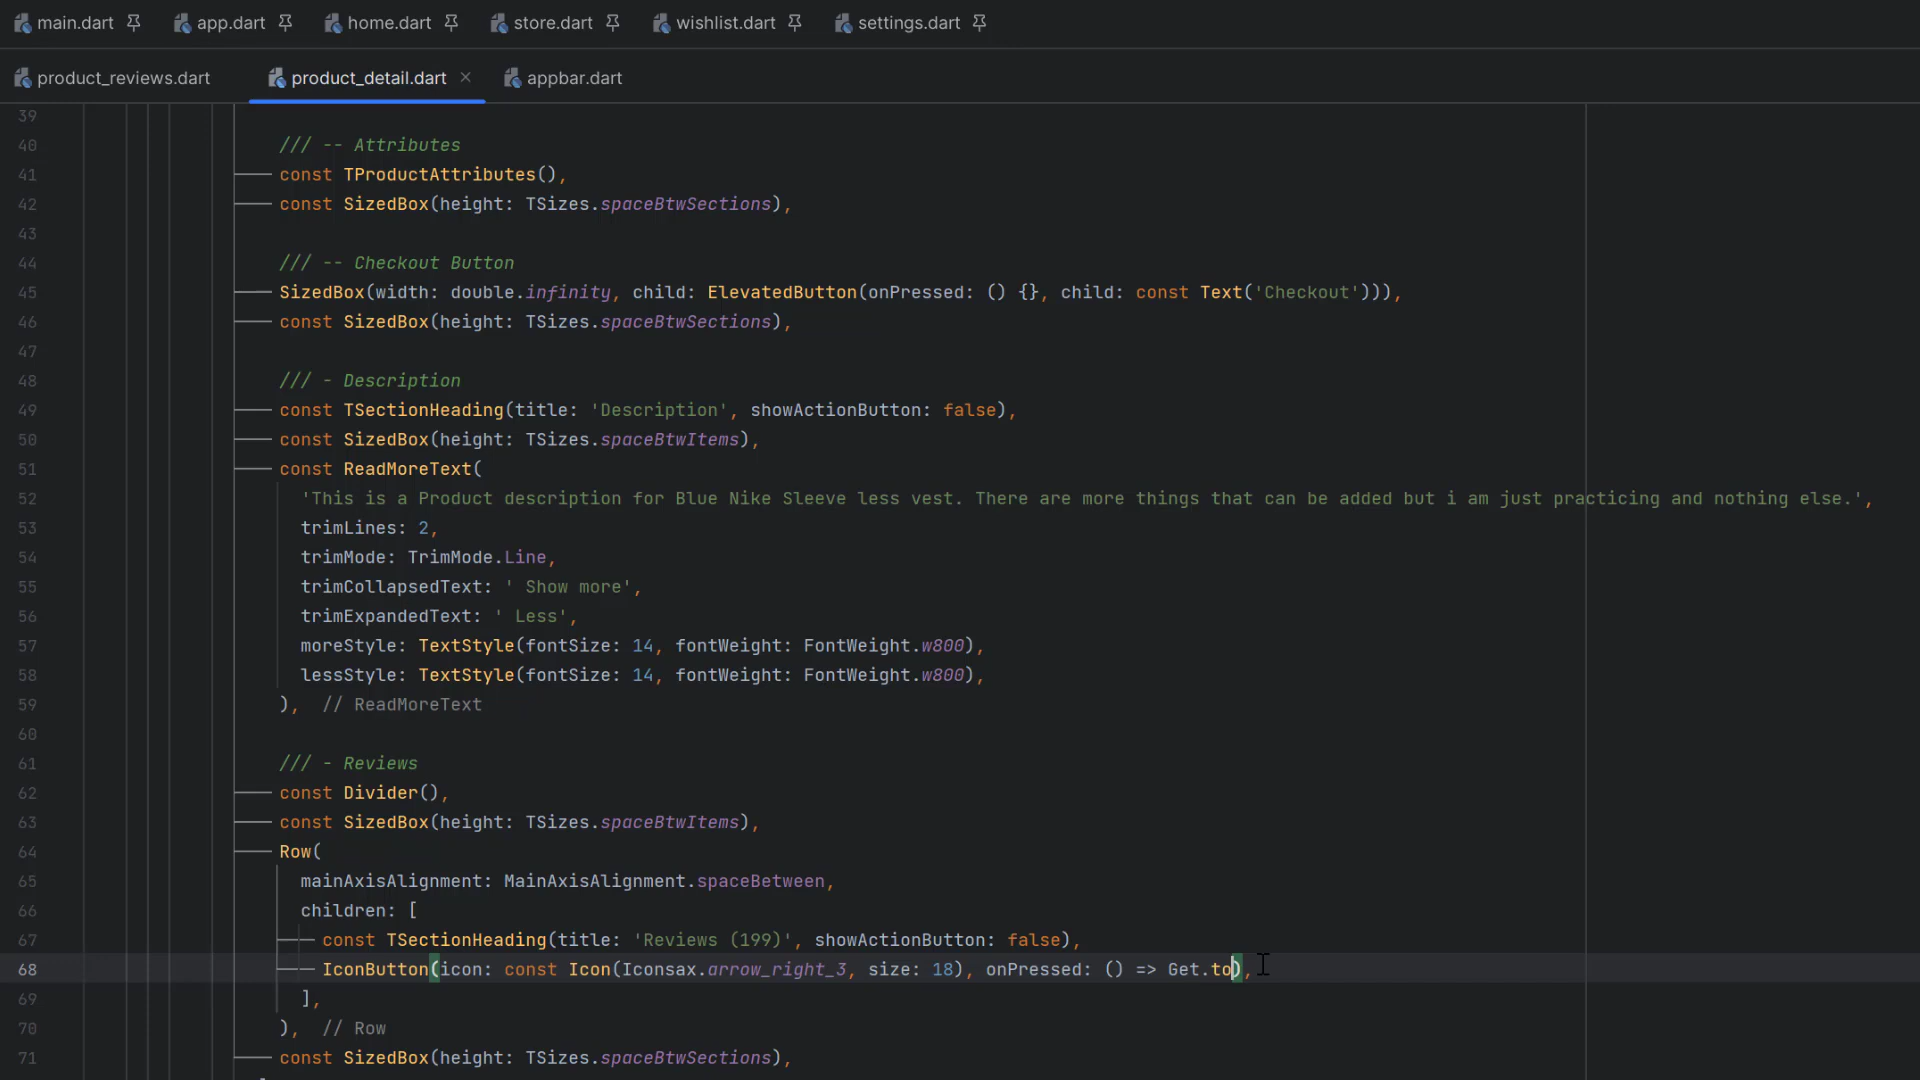 main.dart app.dart home.dart store.dart wishlist.dart settings.dart
product_reviews.dart product_detail.dart appbar.dart
39
40 /// -- Attributes
41 const TProductAttributes(),
42 const SizedBox(height: TSizes.spaceBtwSections),
43
44 /// -- Checkout Button
45 SizedBox(width: double.infinity, child: ElevatedButton(onPressed: () {}, child: const Text('Checkout'))),
46 const SizedBox(height: TSizes.spaceBtwSections),
47
48 /// - Description
49 const TSectionHeading(title: 'Description', showActionButton: false),
50 const SizedBox(height: TSizes.spaceBtwItems),
51 const ReadMoreText(
52 'This is a Product description for Blue Nike Sleeve less vest. There are more things that can be added but i am just practicing and nothing else.',
53 trimLines: 2,
54 trimMode: TrimMode.Line,
55 trimCollapsedText: ' Show more',
56 trimExpandedText: ' Less',
57 moreStyle: TextStyle(fontSize: 14, fontWeight: FontWeight.w800),
58 lessStyle: TextStyle(fontSize: 14, fontWeight: FontWeight.w800),
59 ), // ReadMoreText
60
61 /// - Reviews
62 const Divider(),
63 const SizedBox(height: TSizes.spaceBtwItems),
64 Row(
65 mainAxisAlignment: MainAxisAlignment.spaceBetween,
66 children: [
67 const TSectionHeading(title: 'Reviews (199)', showActionButton: false),
68 IconButton(icon: const Icon(Iconsax.arrow_right_3, size: 18), onPressed: () => Get.to),
69 ],
70 ), // Row
71 const SizedBox(height: TSizes.spaceBtwSections),